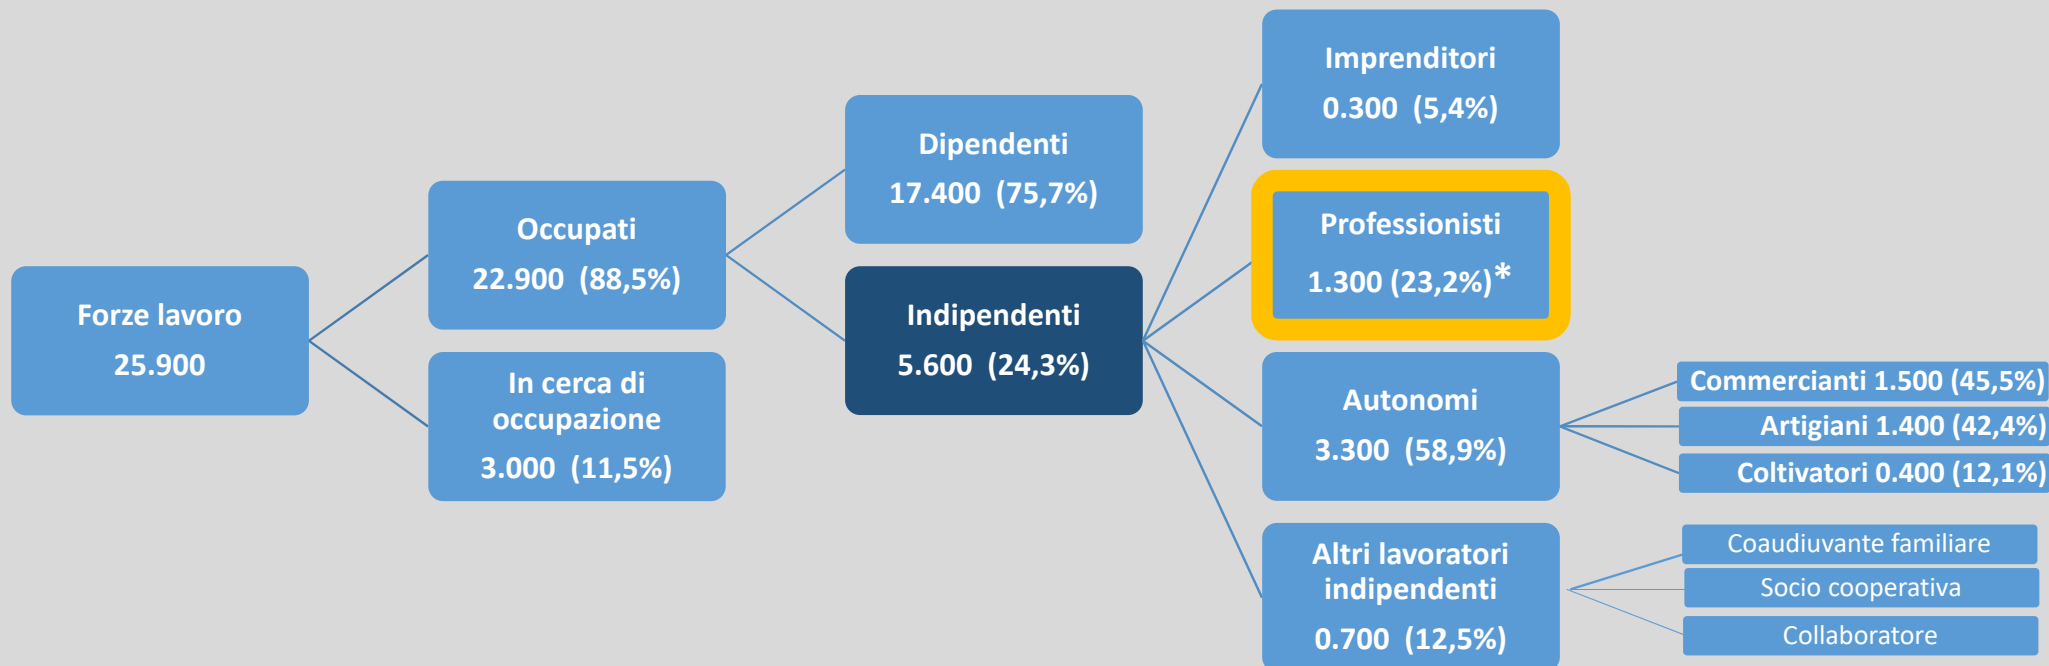 Forze lavoro
25.900
Occupati
22.900 (88,5%)
In cerca di
occupazione
3.000 (11,5%)
Dipendenti
17.400 (75,7%)
Indipendenti
5.600 (24,3%)
Imprenditori
0.300 (5,4%)
Professionisti
1.300 (23,2%)*
Autonomi
3.300 (58,9%)
Altri lavoratori
indipendenti
0.700 (12,5%)
Commercianti 1.500 (45,5%)
Artigiani 1.400 (42,4%)
Coltivatori 0.400 (12,1%)
Coaudiuvante familiare
Socio cooperativa
Collaboratore